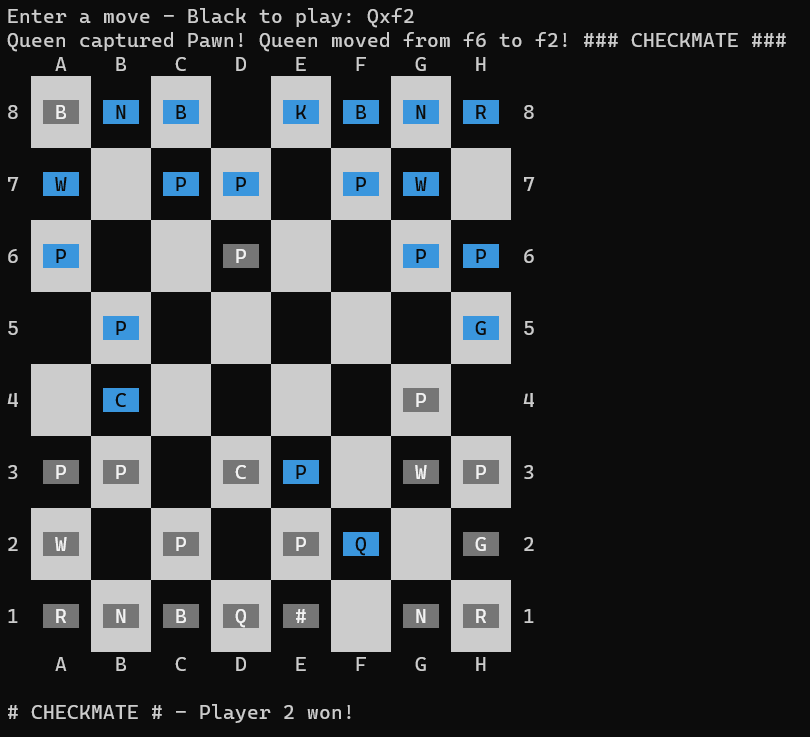 Enter a move - Black to play: Qxf2
Queen captured Pawn! Queen moved from f6 to f2! ### CHECKMATE ###
A B C D E F G H
8 B N B K B N R 8
7 W P P P W 7
6 P P P P 6
5 P G 5
4 C P 4
3 P P C P W P 3
2 W P P Q G 2
1 R N B Q # N R 1
A B C D E F G H
# CHECKMATE # - Player 2 won!